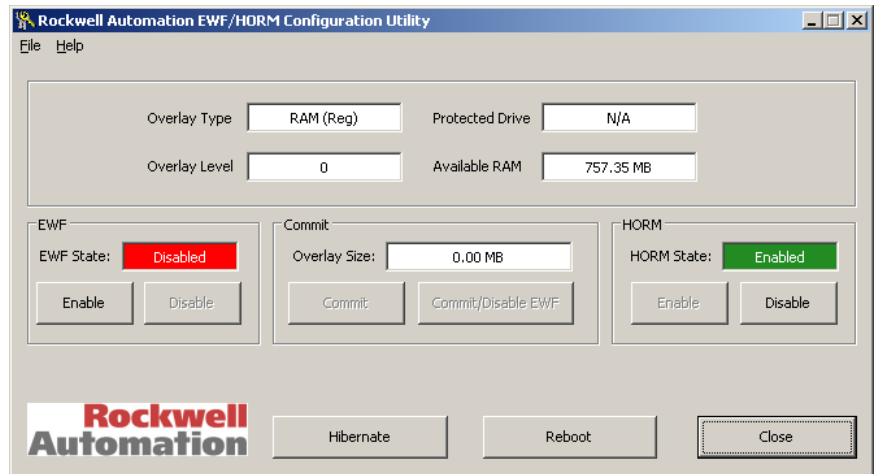 Rockwell Automation EWF/HORM Configuration Utility
File Help
Overlay Type RAM (Reg) Protected Drive N/A
Overlay Level 0 Available RAM 757.35 MB
EWF Commit HORM
EWF State: Disabled Overlay Size: 0.00 MB HORM State: Enabled
Enable Disable Commit Commit/Disable EWF Enable Disable
Rockwell
Automation
Hibernate Reboot Close